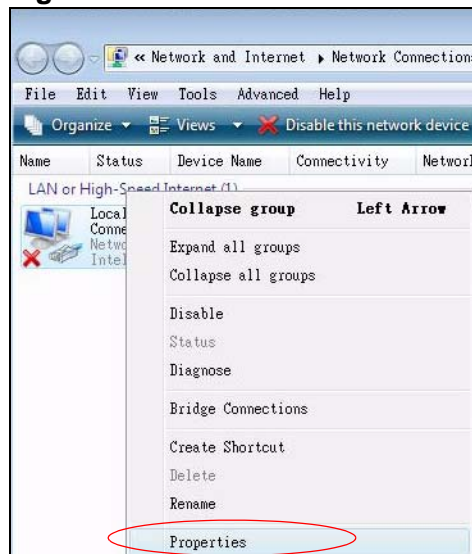 « Network and Internet ▸ Network Connection
File Edit View Tools Advanced Help
Organize Views Disable this network device
Name Status Device Name Connectivity Networ
LAN or High-Speed Internet (1)
Local
Conne
Netwo
Intel
Collapse group Left Arrow
Expand all groups
Collapse all groups
Disable
Status
Diagnose
Bridge Connections
Create Shortcut
Delete
Rename
Properties